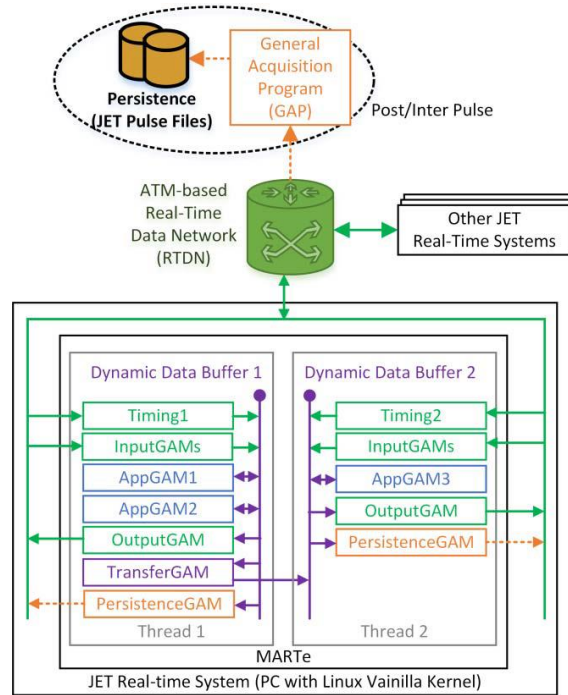 General
Acquisition
Program
(GAP)
Persistence
(JET Pulse Files)
Post/Inter Pulse
ATM-based
Real-Time
Data Network
(RTDN)
Other JET
Real-Time Systems
Dynamic Data Buffer 1
Timing1
InputGAMs
AppGAM1
AppGAM2
OutputGAM
TransferGAM
PersistenceGAM
Thread 1
Dynamic Data Buffer 2
Timing2
InputGAMs
AppGAM3
OutputGAM
PersistenceGAM
Thread 2
MARTe
JET Real-time System (PC with Linux Vainilla Kernel)